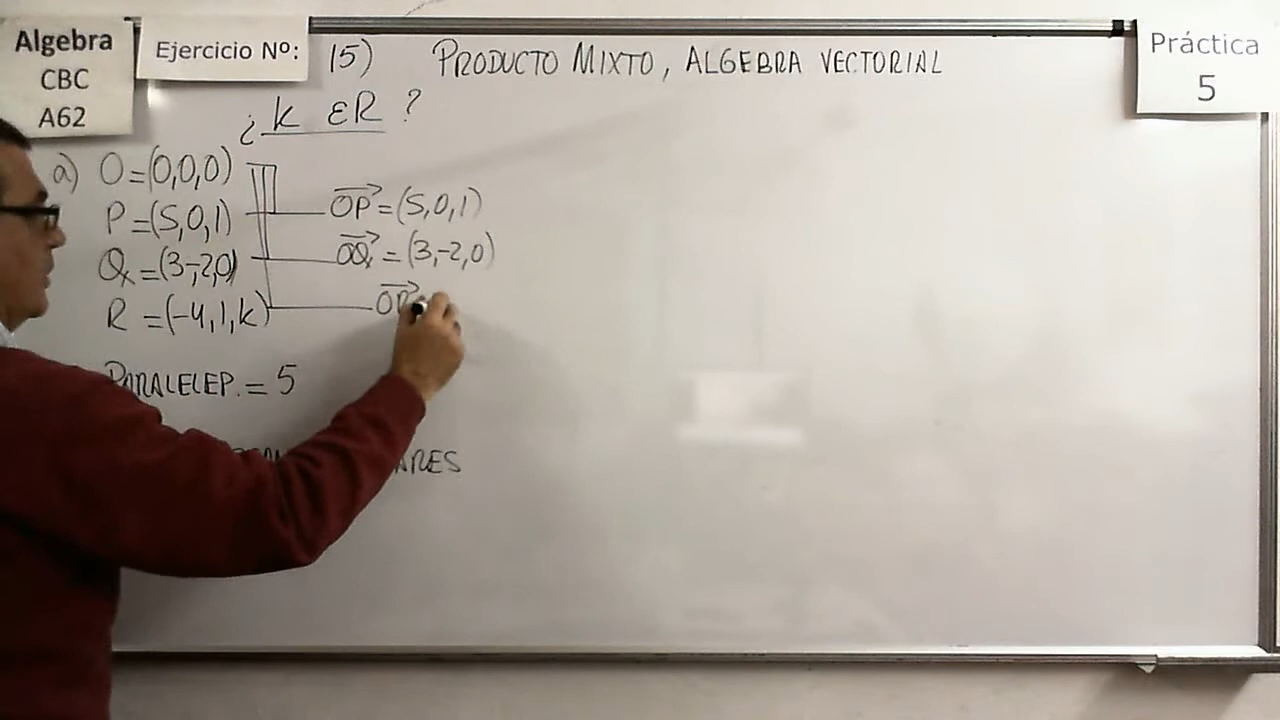 Algebra
CBC
A62
Ejercicio Nº: 15) PRODUCTO MIXTO, ALGEBRA VECTORIAL
Práctica
5
¿K ∈R?
a) O=(0,0,0)
P=(5,0,1)
Q=(3,-2,0)
R=(-4,1,k)
OP=(5,0,1)
OQ=(3,-2,0)
PARALELEP.=5